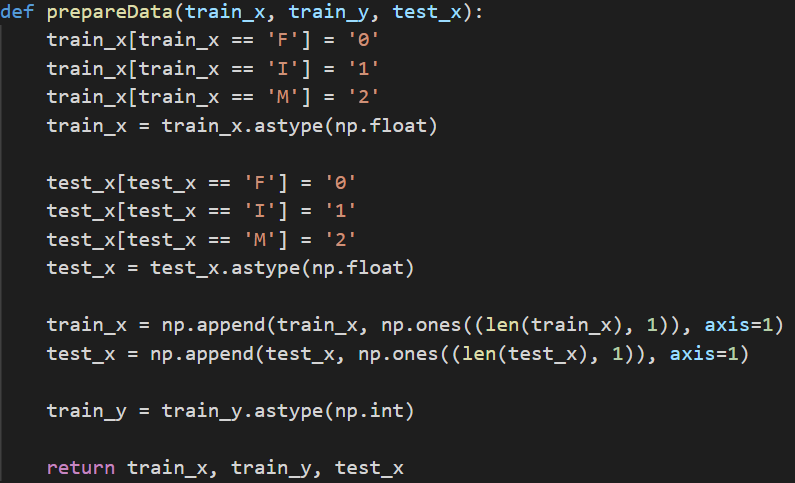 def prepareData(train_x, train_y, test_x):
    train_x[train_x == 'F'] = '0'
    train_x[train_x == 'I'] = '1'
    train_x[train_x == 'M'] = '2'
    train_x = train_x.astype(np.float)

    test_x[test_x == 'F'] = '0'
    test_x[test_x == 'I'] = '1'
    test_x[test_x == 'M'] = '2'
    test_x = test_x.astype(np.float)

    train_x = np.append(train_x, np.ones((len(train_x), 1)), axis=1)
    test_x = np.append(test_x, np.ones((len(test_x), 1)), axis=1)

    train_y = train_y.astype(np.int)

    return train_x, train_y, test_x